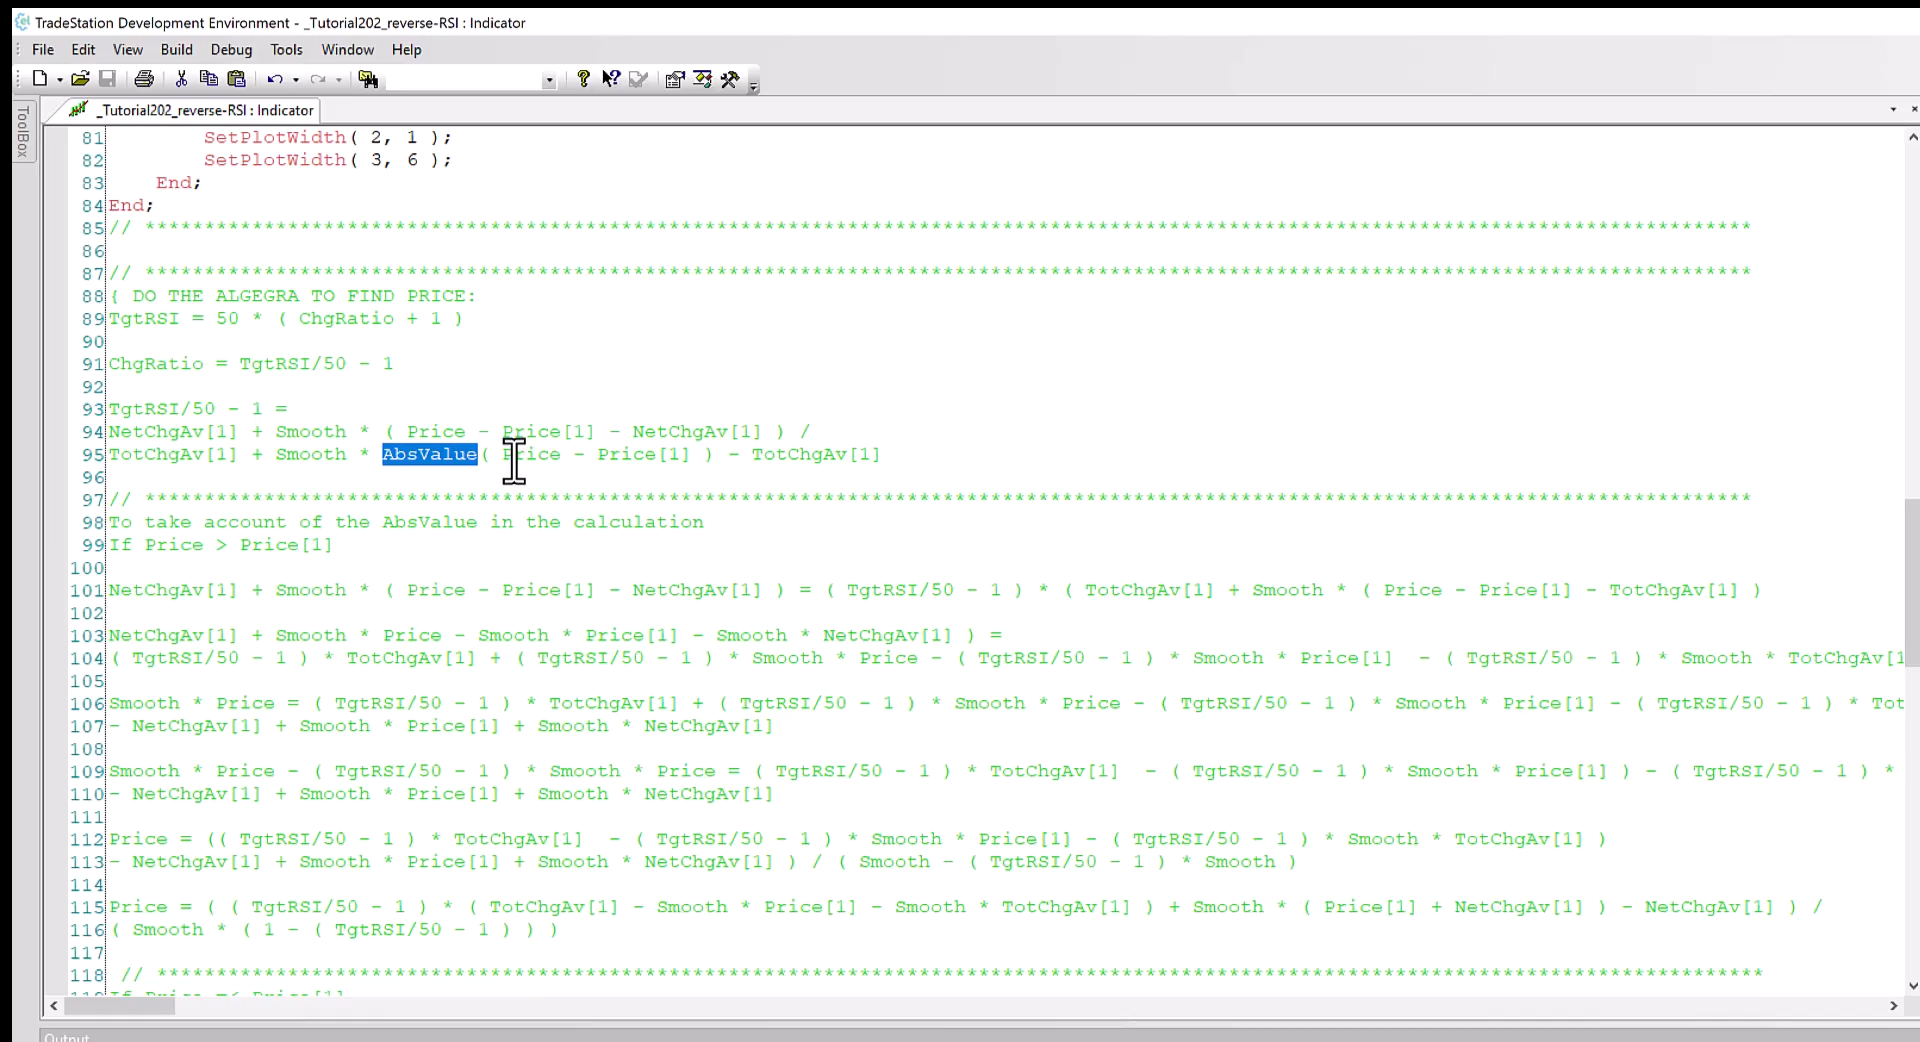 TradeStation Development Environment - _Tutorial202_reverse-RSI : Indicator
File Edit View Build Debug Tools Window Help
_Tutorial202_reverse-RSI : Indicator
ToolBox
81 SetPlotWidth( 2, 1 );
82 SetPlotWidth( 3, 6 );
83 End;
84 End;
85 // ***************************************************************************************************************************************
86
87 // ***************************************************************************************************************************************
88 { DO THE ALGEGRA TO FIND PRICE:
89 TgtRSI = 50 * ( ChgRatio + 1 )
90
91 ChgRatio = TgtRSI/50 - 1
92
93 TgtRSI/50 - 1 =
94 NetChgAv[1] + Smooth * ( Price - Price[1] - NetChgAv[1] ) /
95 TotChgAv[1] + Smooth * AbsValue( Price - Price[1] ) - TotChgAv[1]
96
97 // ***************************************************************************************************************************************
98 To take account of the AbsValue in the calculation
99 If Price > Price[1]
100
101 NetChgAv[1] + Smooth * ( Price - Price[1] - NetChgAv[1] ) = ( TgtRSI/50 - 1 ) * ( TotChgAv[1] + Smooth * ( Price - Price[1] - TotChgAv[1] )
102
103 NetChgAv[1] + Smooth * Price - Smooth * Price[1] - Smooth * NetChgAv[1] ) =
104 ( TgtRSI/50 - 1 ) * TotChgAv[1] + ( TgtRSI/50 - 1 ) * Smooth * Price - ( TgtRSI/50 - 1 ) * Smooth * Price[1] - ( TgtRSI/50 - 1 ) * Smooth * TotChgAv[1
105
106 Smooth * Price = ( TgtRSI/50 - 1 ) * TotChgAv[1] + ( TgtRSI/50 - 1 ) * Smooth * Price - ( TgtRSI/50 - 1 ) * Smooth * Price[1] - ( TgtRSI/50 - 1 ) * Tot
107 - NetChgAv[1] + Smooth * Price[1] + Smooth * NetChgAv[1]
108
109 Smooth * Price - ( TgtRSI/50 - 1 ) * Smooth * Price = ( TgtRSI/50 - 1 ) * TotChgAv[1] - ( TgtRSI/50 - 1 ) * Smooth * Price[1] ) - ( TgtRSI/50 - 1 ) *
110 - NetChgAv[1] + Smooth * Price[1] + Smooth * NetChgAv[1]
111
112 Price = (( TgtRSI/50 - 1 ) * TotChgAv[1] - ( TgtRSI/50 - 1 ) * Smooth * Price[1] - ( TgtRSI/50 - 1 ) * Smooth * TotChgAv[1] )
113 - NetChgAv[1] + Smooth * Price[1] + Smooth * NetChgAv[1] ) / ( Smooth - ( TgtRSI/50 - 1 ) * Smooth )
114
115 Price = ( ( TgtRSI/50 - 1 ) * ( TotChgAv[1] - Smooth * Price[1] - Smooth * TotChgAv[1] ) + Smooth * ( Price[1] + NetChgAv[1] ) - NetChgAv[1] ) /
116 ( Smooth * ( 1 - ( TgtRSI/50 - 1 ) ) )
117
118 // ***************************************************************************************************************************************
Output